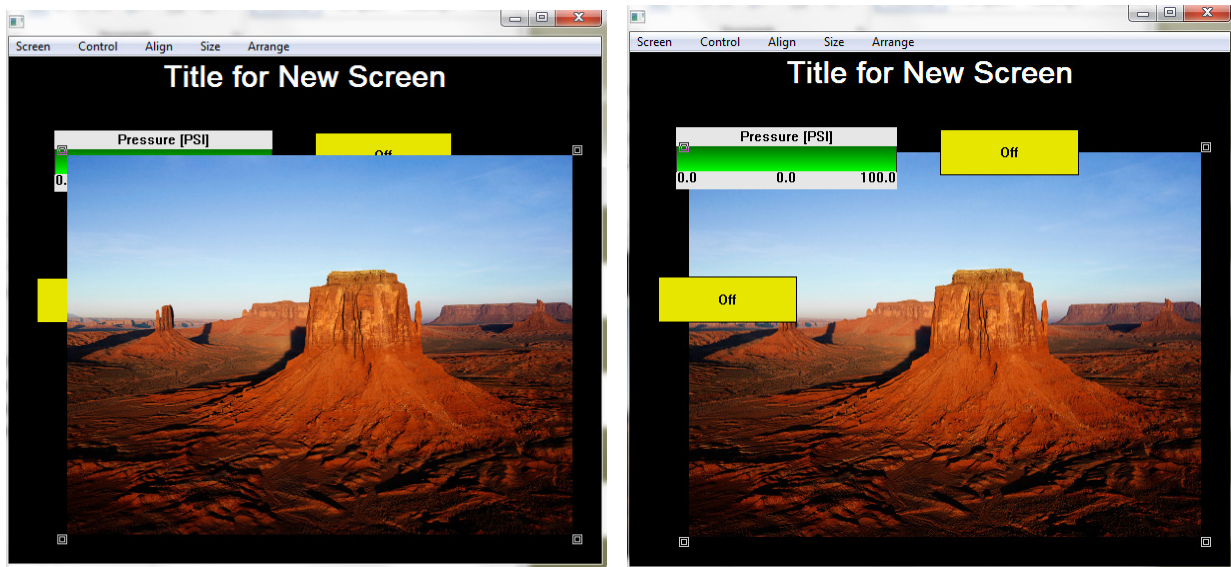 Screen Control Align Size Arrange
Title for New Screen
Pressure [PSI]
Off
0.
Screen Control Align Size Arrange
Title for New Screen
Pressure [PSI]
Off
0.0 0.0 100.0
Off